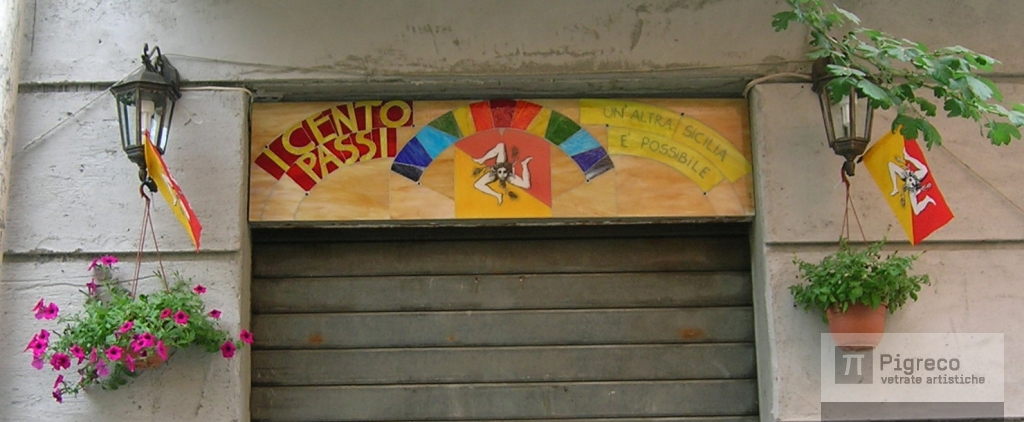 I CENTO
PASSI
UN'ALTRA SICILIA
È POSSIBILE
π Pigreco
vetrate artistiche